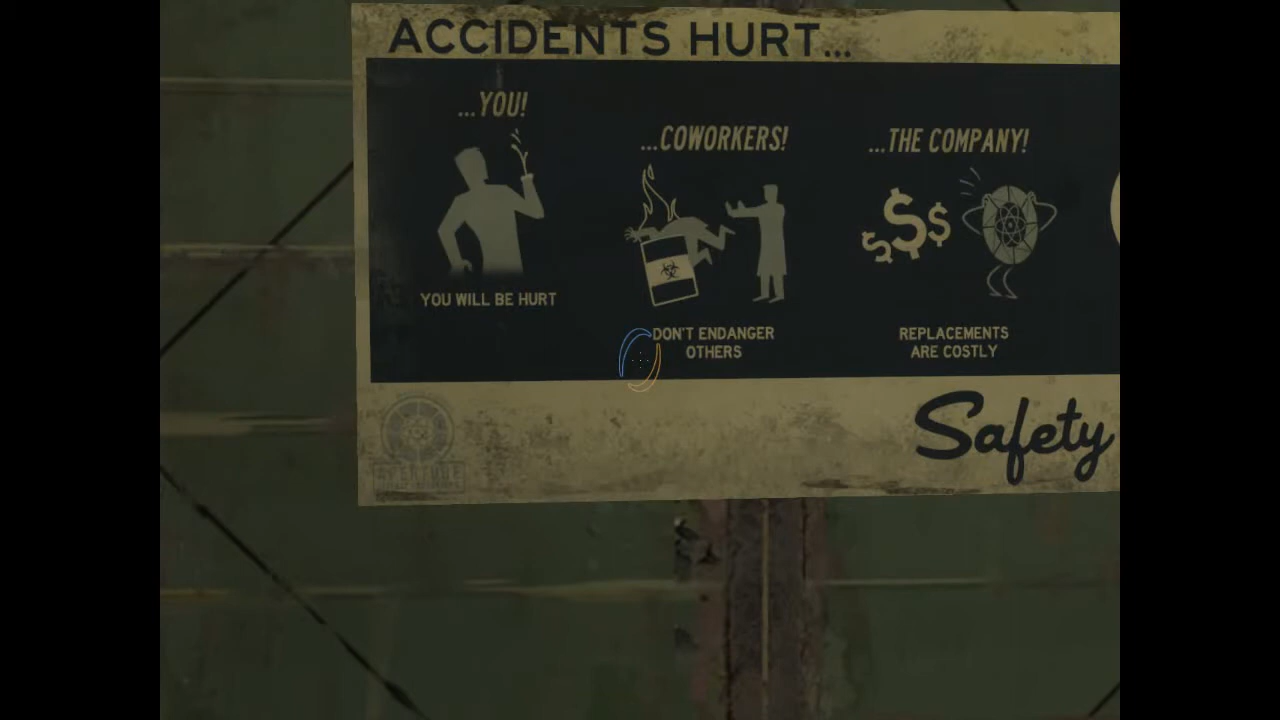 ACCIDENTS HURT...
...YOU!
YOU WILL BE HURT
...COWORKERS!
DON'T ENDANGER
OTHERS
...THE COMPANY!
$$$
REPLACEMENTS
ARE COSTLY
Safety